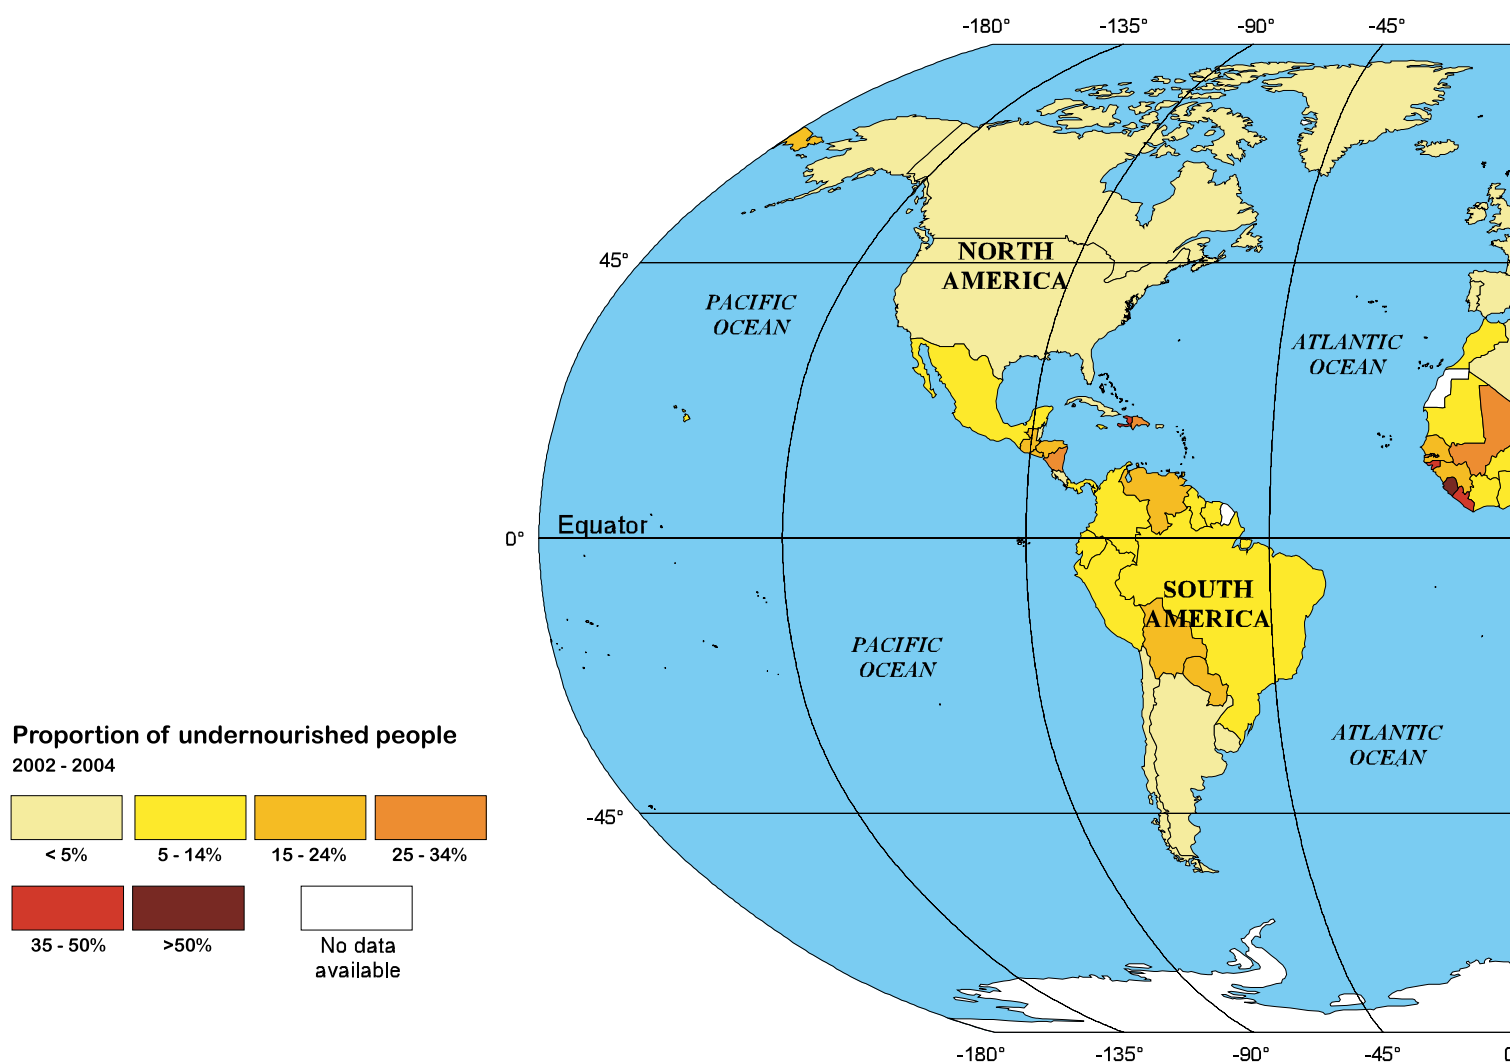 -180°
-135°
-90°
-45°
45°
NORTH
AMERICA
PACIFIC
OCEAN
ATLANTIC
OCEAN
Equator
0°
SOUTH
AMERICA
PACIFIC
OCEAN
ATLANTIC
OCEAN
-45°
Proportion of undernourished people
2002 - 2004
< 5%
5 - 14%
15 - 24%
25 - 34%
35 - 50%
>50%
No data
available
-180°
-135°
-90°
-45°